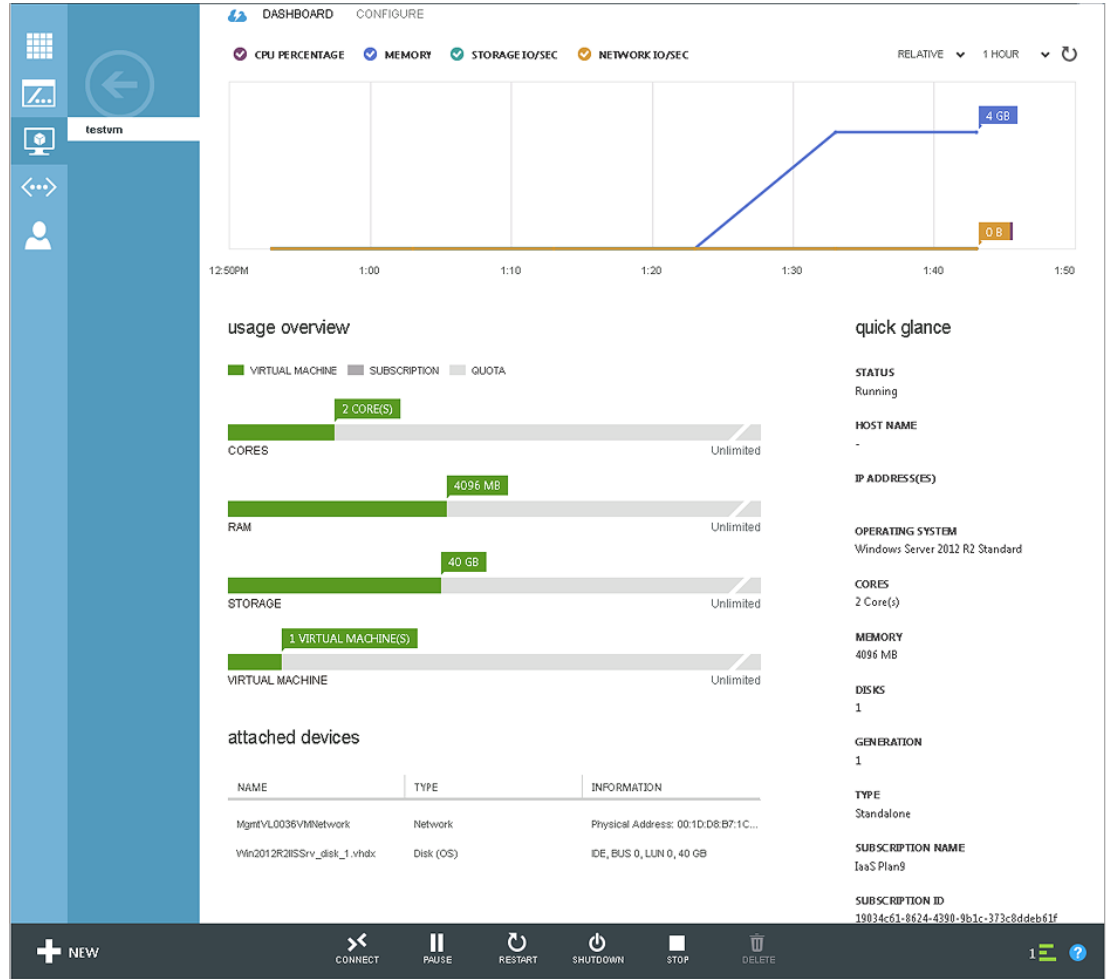 DASHBOARD CONFIGURE
CPU PERCENTAGE MEMORY STORAGE IO/SEC NETWORK IO/SEC RELATIVE 1 HOUR
testvm
4 GB
0 B
12:50PM 1:00 1:10 1:20 1:30 1:40 1:50
usage overview
VIRTUAL MACHINE SUBSCRIPTION QUOTA
2 CORE(S)
CORES Unlimited
4096 MB
RAM Unlimited
40 GB
STORAGE Unlimited
1 VIRTUAL MACHINE(S)
VIRTUAL MACHINE Unlimited
attached devices
NAME TYPE INFORMATION
MgmtVL0036VMNetwork Network Physical Address: 00:1D:D8:B7:1C...
Win2012R2IISSrv_disk_1.vhdx Disk (OS) IDE, BUS 0, LUN 0, 40 GB
quick glance
STATUS
Running
HOST NAME
-
IP ADDRESS(ES)
OPERATING SYSTEM
Windows Server 2012 R2 Standard
CORES
2 Core(s)
MEMORY
4096 MB
DISKS
1
GENERATION
1
TYPE
Standalone
SUBSCRIPTION NAME
IaaS Plan9
SUBSCRIPTION ID
19034c61-8624-4390-9b1c-373c8ddeb61f
NEW CONNECT PAUSE RESTART SHUTDOWN STOP DELETE 1 ?